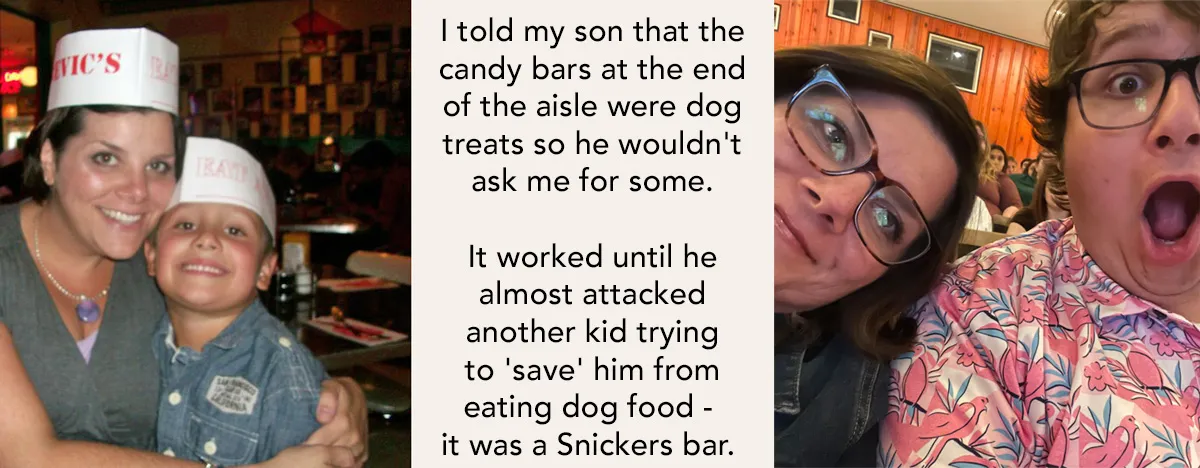 EVIC'S
EAT
I told my son that the
candy bars at the end
of the aisle were dog
treats so he wouldn't
ask me for some.
It worked until he
almost attacked
another kid trying
to 'save' him from
eating dog food -
it was a Snickers bar.